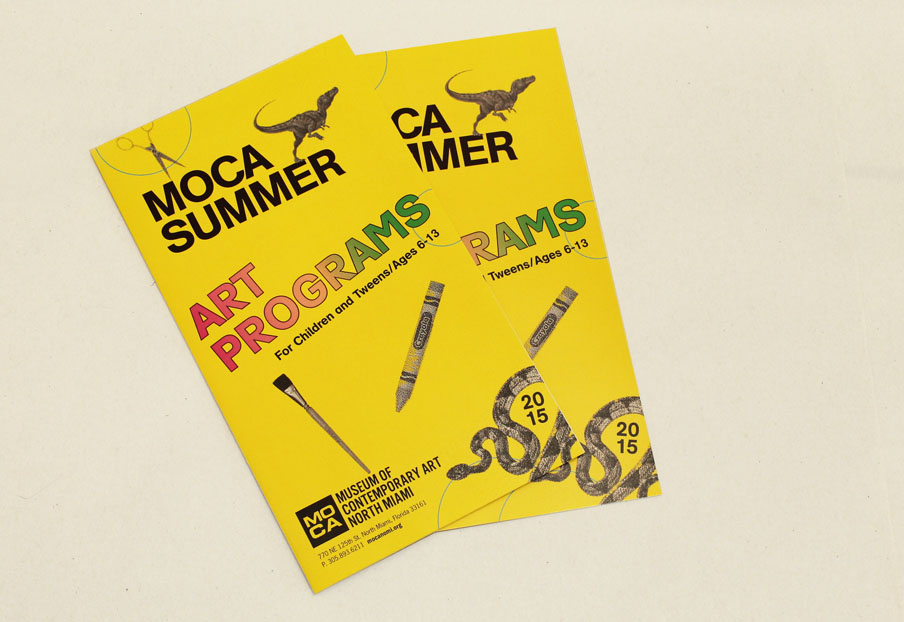 MOCA
SUMMER
ART
PROGRAMS
For Children and Tweens/Ages 6-13
Crayola
20
15
MO
CA
MUSEUM OF
CONTEMPORARY ART
NORTH MIAMI
770 NE 125th St. North Miami, Florida 33161
P. 305.893.6211 mocanomi.org
CA
MMER
RAMS
Tweens/Ages 6-13
Crayola
20
15